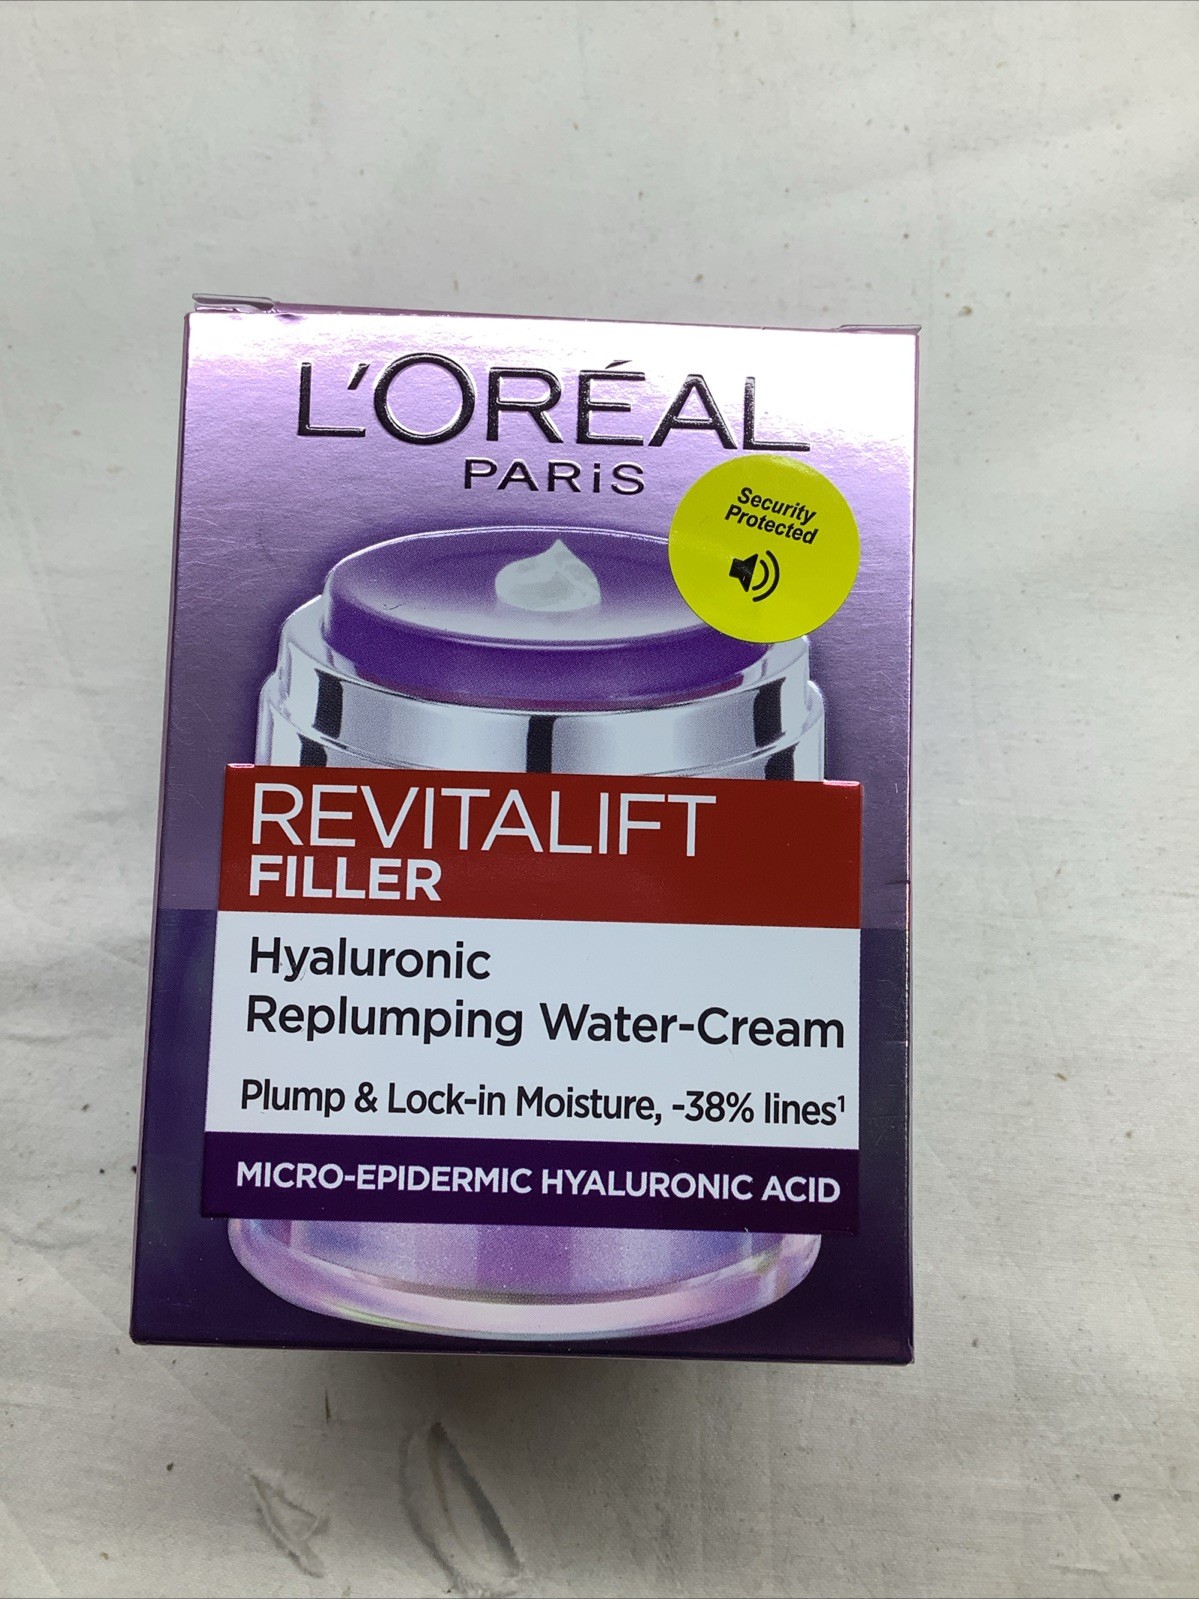 L'ORÉAL
PARiS
Security
Protected
REVITALIFT
FILLER
Hyaluronic
Replumping Water-Cream
Plump & Lock-in Moisture, -38% lines¹
MICRO-EPIDERMIC HYALURONIC ACID